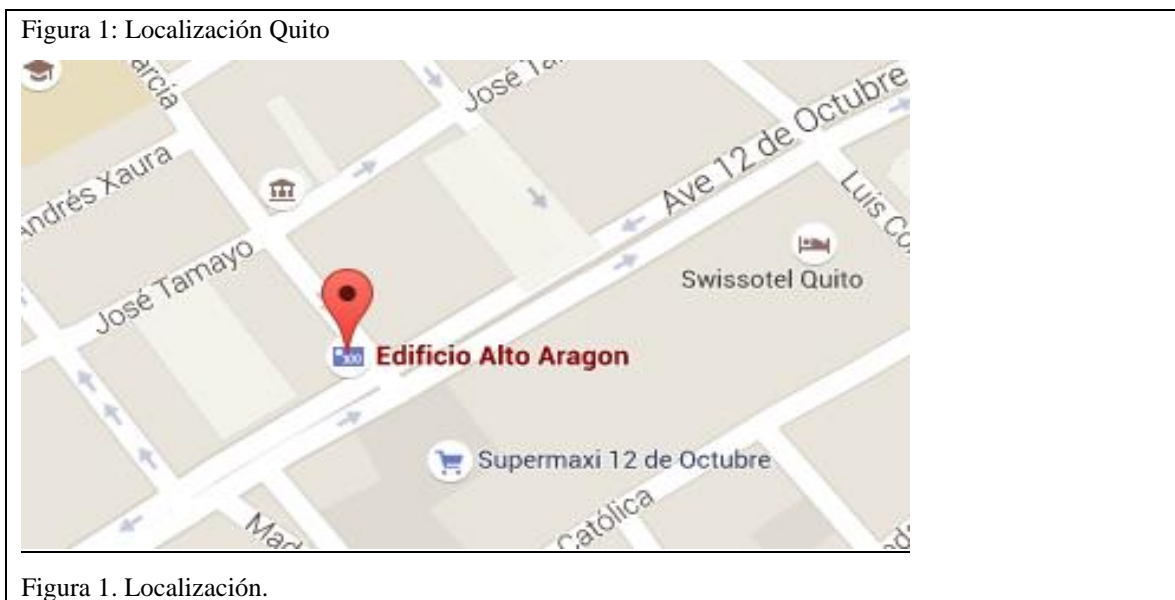 Figura 1: Localización Quito
José
Ave 12 de Octubre
Andrés Xaura
Luis
José Tamayo
Swissotel Quito
Edificio Alto Aragon
Supermaxi 12 de Octubre
Católica
Figura 1. Localización.